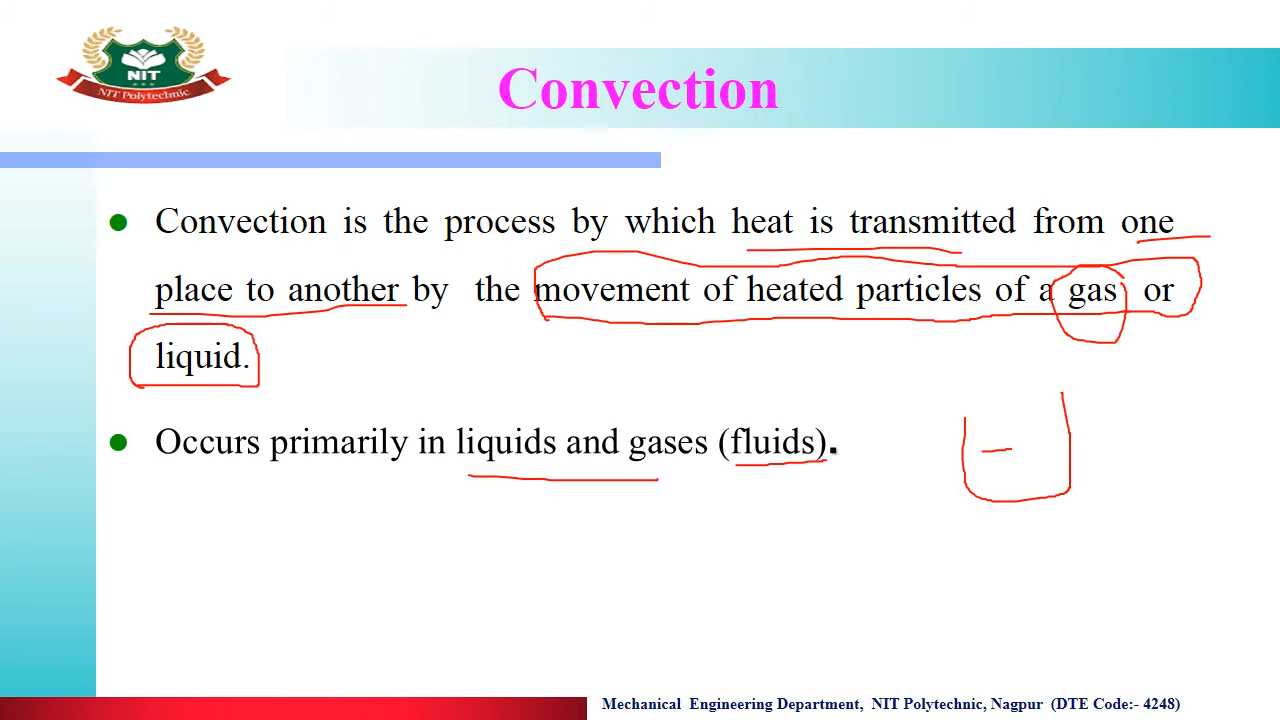 NIT
NIT Polytechnic
Convection
Convection is the process by which heat is transmitted from one
place to another by the movement of heated particles of a gas or
liquid.
Occurs primarily in liquids and gases (fluids).
Mechanical Engineering Department, NIT Polytechnic, Nagpur (DTE Code:- 4248)